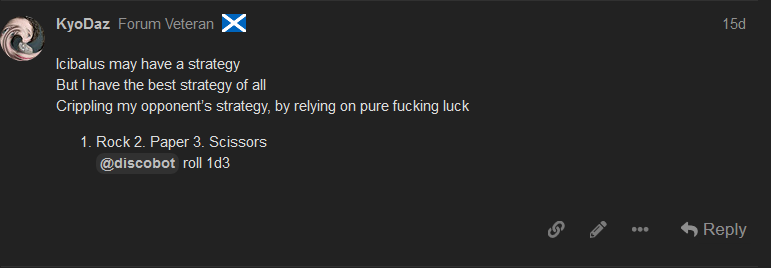 KyoDaz Forum Veteran 15d
Icibalus may have a strategy
But I have the best strategy of all
Crippling my opponent's strategy, by relying on pure fucking luck
1. Rock 2. Paper 3. Scissors
@discobot roll 1d3
Reply